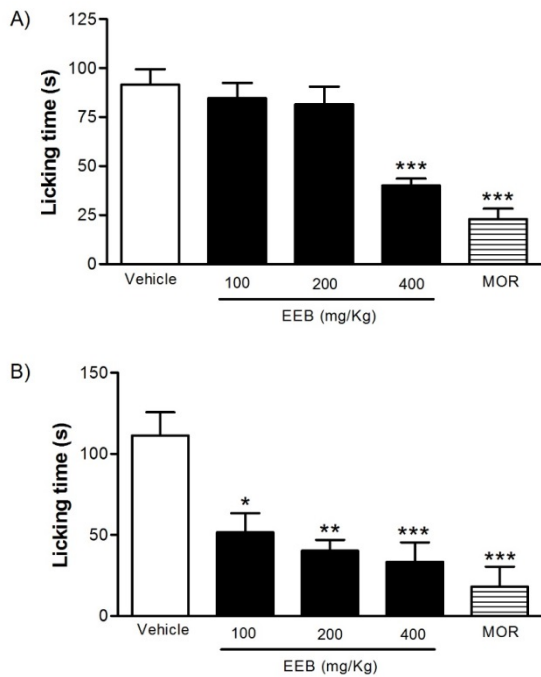 A)
Licking time (s)
125
100
75
50
25
0
***
***
Vehicle
100
200
400
MOR
EEB (mg/Kg)
B)
Licking time (s)
150
100
50
0
*
**
***
***
Vehicle
100
200
400
MOR
EEB (mg/Kg)